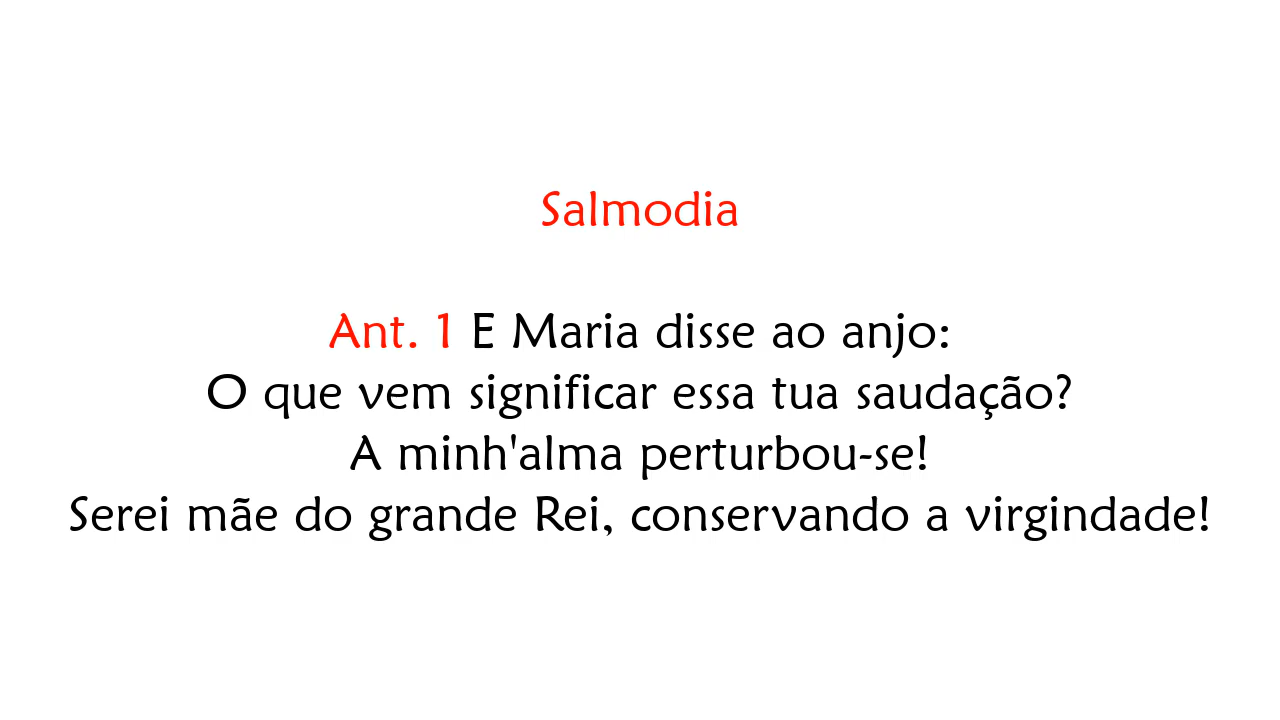 Salmodia
Ant. 1 E Maria disse ao anjo:
O que vem significar essa tua saudação?
A minh'alma perturbou-se!
Serei mãe do grande Rei, conservando a virgindade!